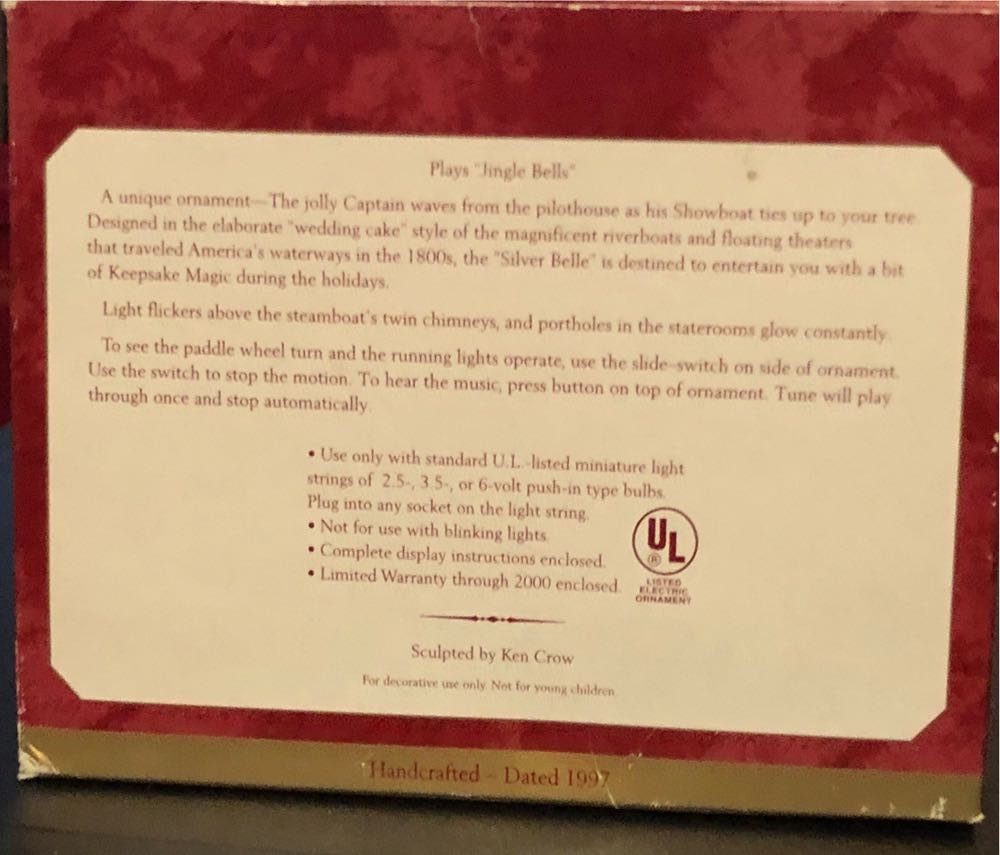 Plays "Jingle Bells"
A unique ornament—The jolly Captain waves from the pilothouse as his Showboat ties up to your tree.
Designed in the elaborate "wedding cake" style of the magnificent riverboats and floating theaters
that traveled America's waterways in the 1800s, the "Silver Belle" is destined to entertain you with a bit
of Keepsake Magic during the holidays.
Light flickers above the steamboat's twin chimneys, and portholes in the staterooms glow constantly.
To see the paddle wheel turn and the running lights operate, use the slide-switch on side of ornament.
Use the switch to stop the motion. To hear the music, press button on top of ornament. Tune will play
through once and stop automatically.
• Use only with standard U.L.-listed miniature light
strings of 2.5-, 3.5-, or 6-volt push-in type bulbs.
Plug into any socket on the light string.
• Not for use with blinking lights.
• Complete display instructions enclosed.
• Limited Warranty through 2000 enclosed.
UL
®
LISTED
ELECTRIC
ORNAMENT
Sculpted by Ken Crow
For decorative use only. Not for young children.
Handcrafted – Dated 1997